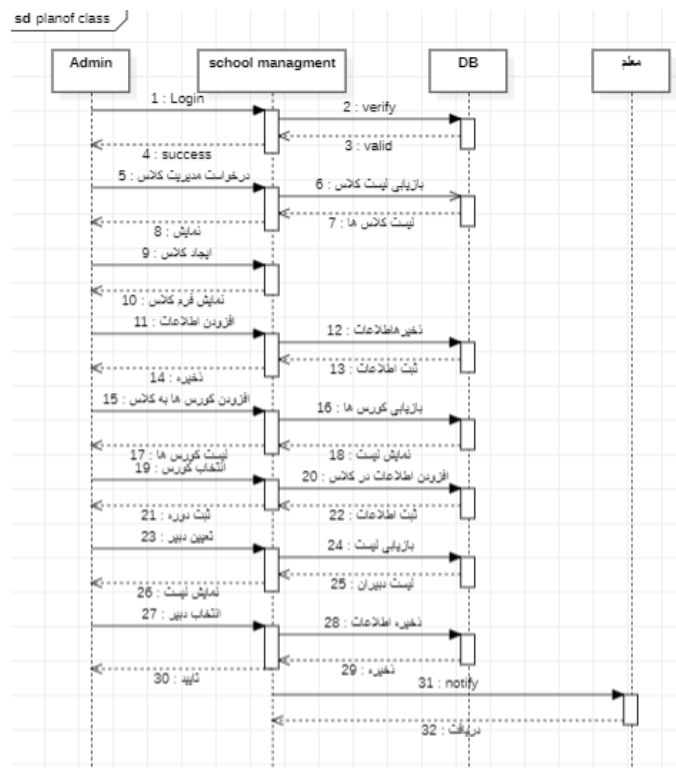 sd planof class
Admin
school managment
DB
معلم
1 : Login
2 : verify
3 : valid
4 : success
5 : درخواست مدیریت کلاس
6 : بازیابی لیست کلاس
7 : لیست کلاس ها
8 : نمایش
9 : ایجاد کلاس
10 : نمایش فرم کلاس
11 : افزودن اطلاعات
12 : ذخیرهاطلاعات
13 : ثبت اطلاعات
14 : ذخیره
15 : افزودن کورس ها به کلاس
16 : بازیابی کورس ها
17 : لیست کورس ها
18 : نمایش لیست
19 : انتخاب کورس
20 : افزودن اطلاعات در کلاس
21 : ثبت دوره
22 : ثبت اطلاعات
23 : تعیین دبیر
24 : بازیابی لیست
25 : لیست دبیران
26 : نمایش لیست
27 : انتخاب دبیر
28 : ذخیره اطلاعات
29 : ذخیره
30 : تایید
31 : notify
32 : دریافت